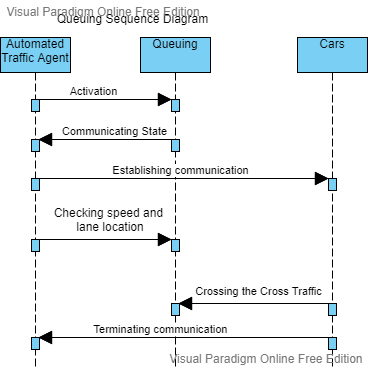 Visual Paradigm Online Free Edition
Queuing Sequence Diagram
Automated
Traffic Agent
Queuing
Cars
Activation
Communicating State
Establishing communication
Checking speed and
lane location
Crossing the Cross Traffic
Terminating communication
Visual Paradigm Online Free Edition